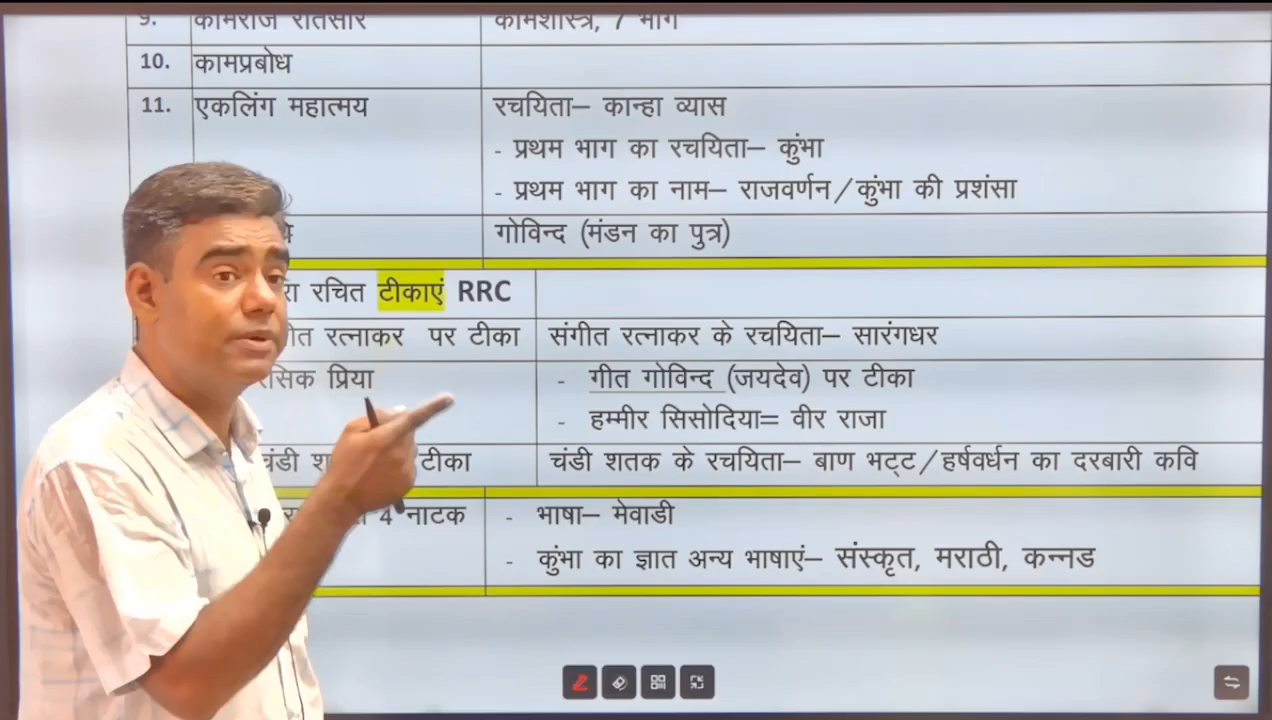 9. कामराज रतिसार कामशास्त्र, 7 भाग
10. कामप्रबोध
11. एकलिंग महात्मय रचयिता– कान्हा व्यास
- प्रथम भाग का रचयिता– कुंभा
- प्रथम भाग का नाम– राजवर्णन/कुंभा की प्रशंसा
गोविन्द (मंडन का पुत्र)
रचित टीकाएं RRC
रत्नाकर पर टीका संगीत रत्नाकर के रचयिता– सारंगधर
रसिक प्रिया - गीत गोविन्द (जयदेव) पर टीका
- हम्मीर सिसोदिया= वीर राजा
चंडी टीका चंडी शतक के रचयिता– बाण भट्ट/हर्षवर्धन का दरबारी कवि
4 नाटक - भाषा– मेवाडी
- कुंभा का ज्ञात अन्य भाषाएं– संस्कृत, मराठी, कन्नड